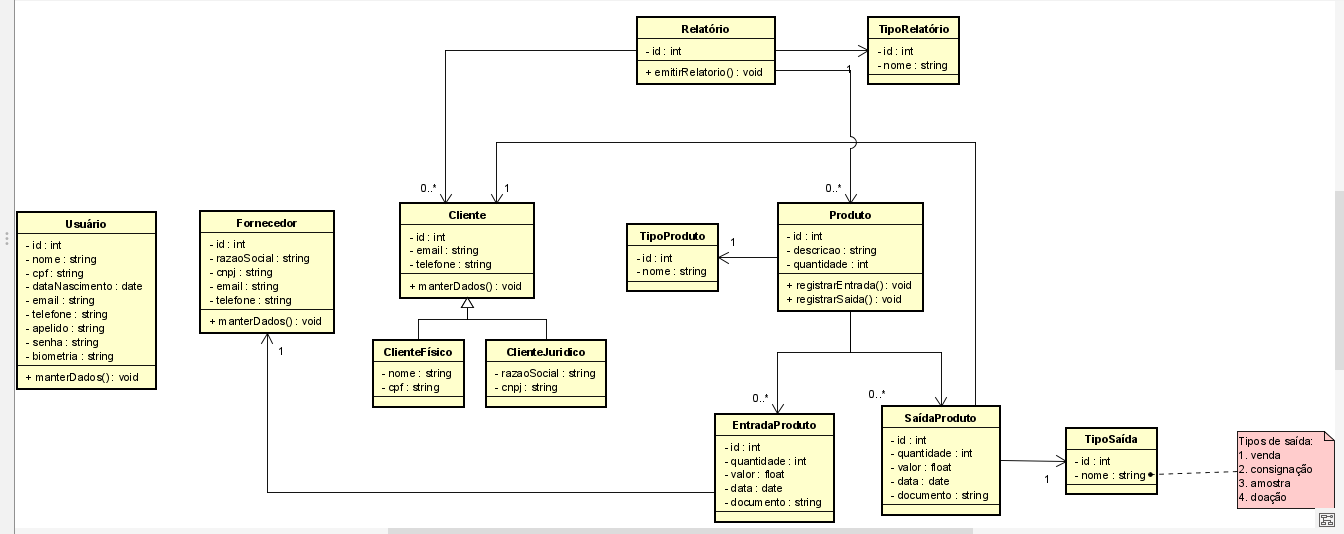 Relatório
- id : int
+ emitirRelatorio() : void
TipoRelatório
- id : int
- nome : string
1
0..*
1
0..*
Usuário
- id : int
- nome : string
- cpf : string
- dataNascimento : date
- email : string
- telefone : string
- apelido : string
- senha : string
- biometria : string
+ manterDados() : void
Fornecedor
- id : int
- razaoSocial : string
- cnpj : string
- email : string
- telefone : string
+ manterDados() : void
1
Cliente
- id : int
- email : string
- telefone : string
+ manterDados() : void
TipoProduto
- id : int
- nome : string
1
Produto
- id : int
- descricao : string
- quantidade : int
+ registrarEntrada() : void
+ registrarSaida() : void
ClienteFísico
- nome : string
- cpf : string
ClienteJuridico
- razaoSocial : string
- cnpj : string
0..*
0..*
EntradaProduto
- id : int
- quantidade : int
- valor : float
- data : date
- documento : string
SaídaProduto
- id : int
- quantidade : int
- valor : float
- data : date
- documento : string
1
TipoSaída
- id : int
- nome : string
Tipos de saída:
1. venda
2. consignação
3. amostra
4. doação